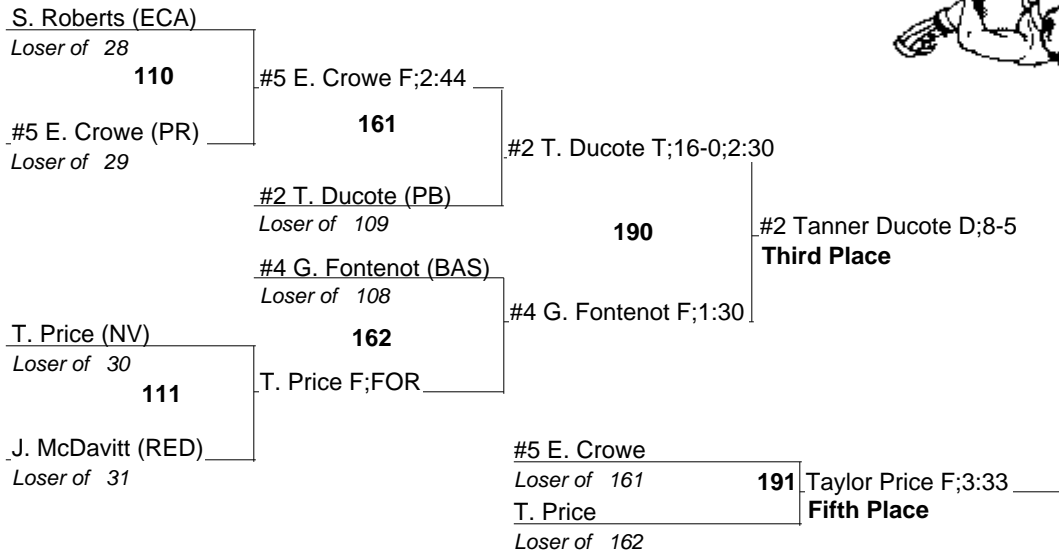 S. Roberts (ECA)
Loser of 28
110
#5 E. Crowe F;2:44
#5 E. Crowe (PR)
Loser of 29
161
#2 T. Ducote T;16-0;2:30
#2 T. Ducote (PB)
Loser of 109
190
#2 Tanner Ducote D;8-5
Third Place
#4 G. Fontenot (BAS)
Loser of 108
162
#4 G. Fontenot F;1:30
T. Price (NV)
Loser of 30
111
T. Price F;FOR
J. McDavitt (RED)
Loser of 31
#5 E. Crowe
Loser of 161
191
Taylor Price F;3:33
Fifth Place
T. Price
Loser of 162